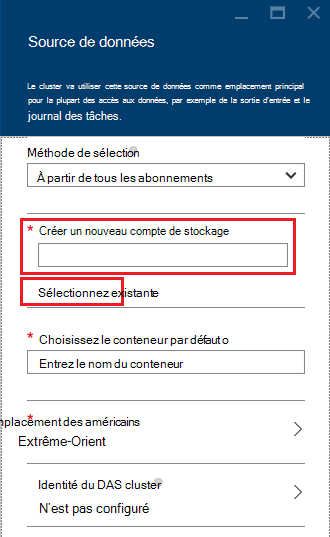 Source de données
Le cluster va utiliser cette source de données comme emplacement principal
pour la plupart des accès aux données, par exemple de la sortie d'entrée et le
journal des tâches.
Méthode de sélection
À partir de tous les abonnements
* Créer un nouveau compte de stockage
Sélectionnez existante
* Choisissez le conteneur par défaut o
Entrez le nom du conteneur
*
mplacement des américains
Extrême-Orient
Identité du DAS cluster
N'est pas configuré